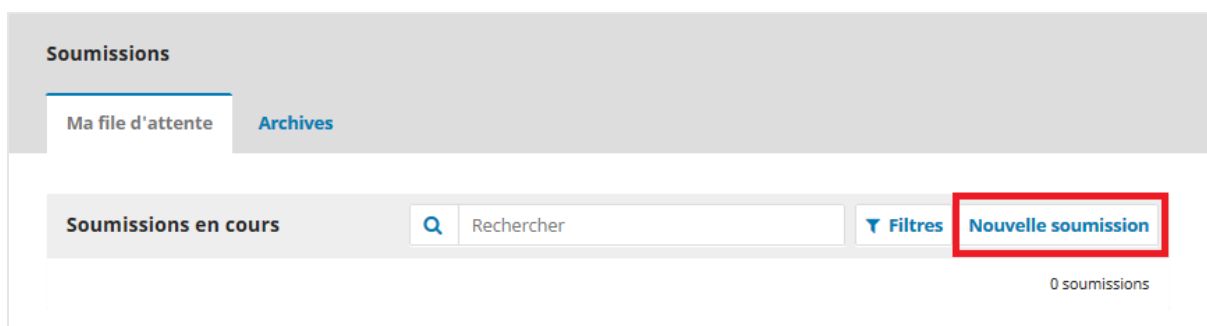 Soumissions
Ma file d'attente Archives
Soumissions en cours Rechercher Filtres Nouvelle soumission
0 soumissions